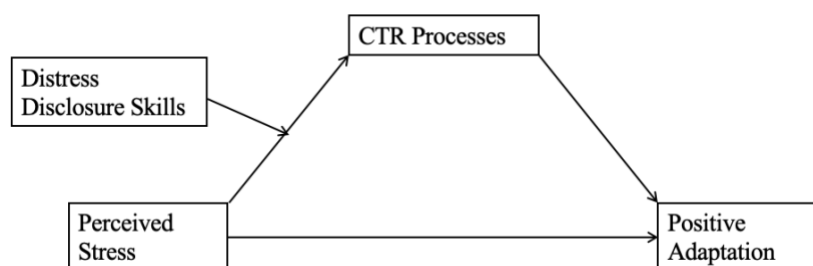 CTR Processes
Distress
Disclosure Skills
Perceived
Stress
Positive
Adaptation